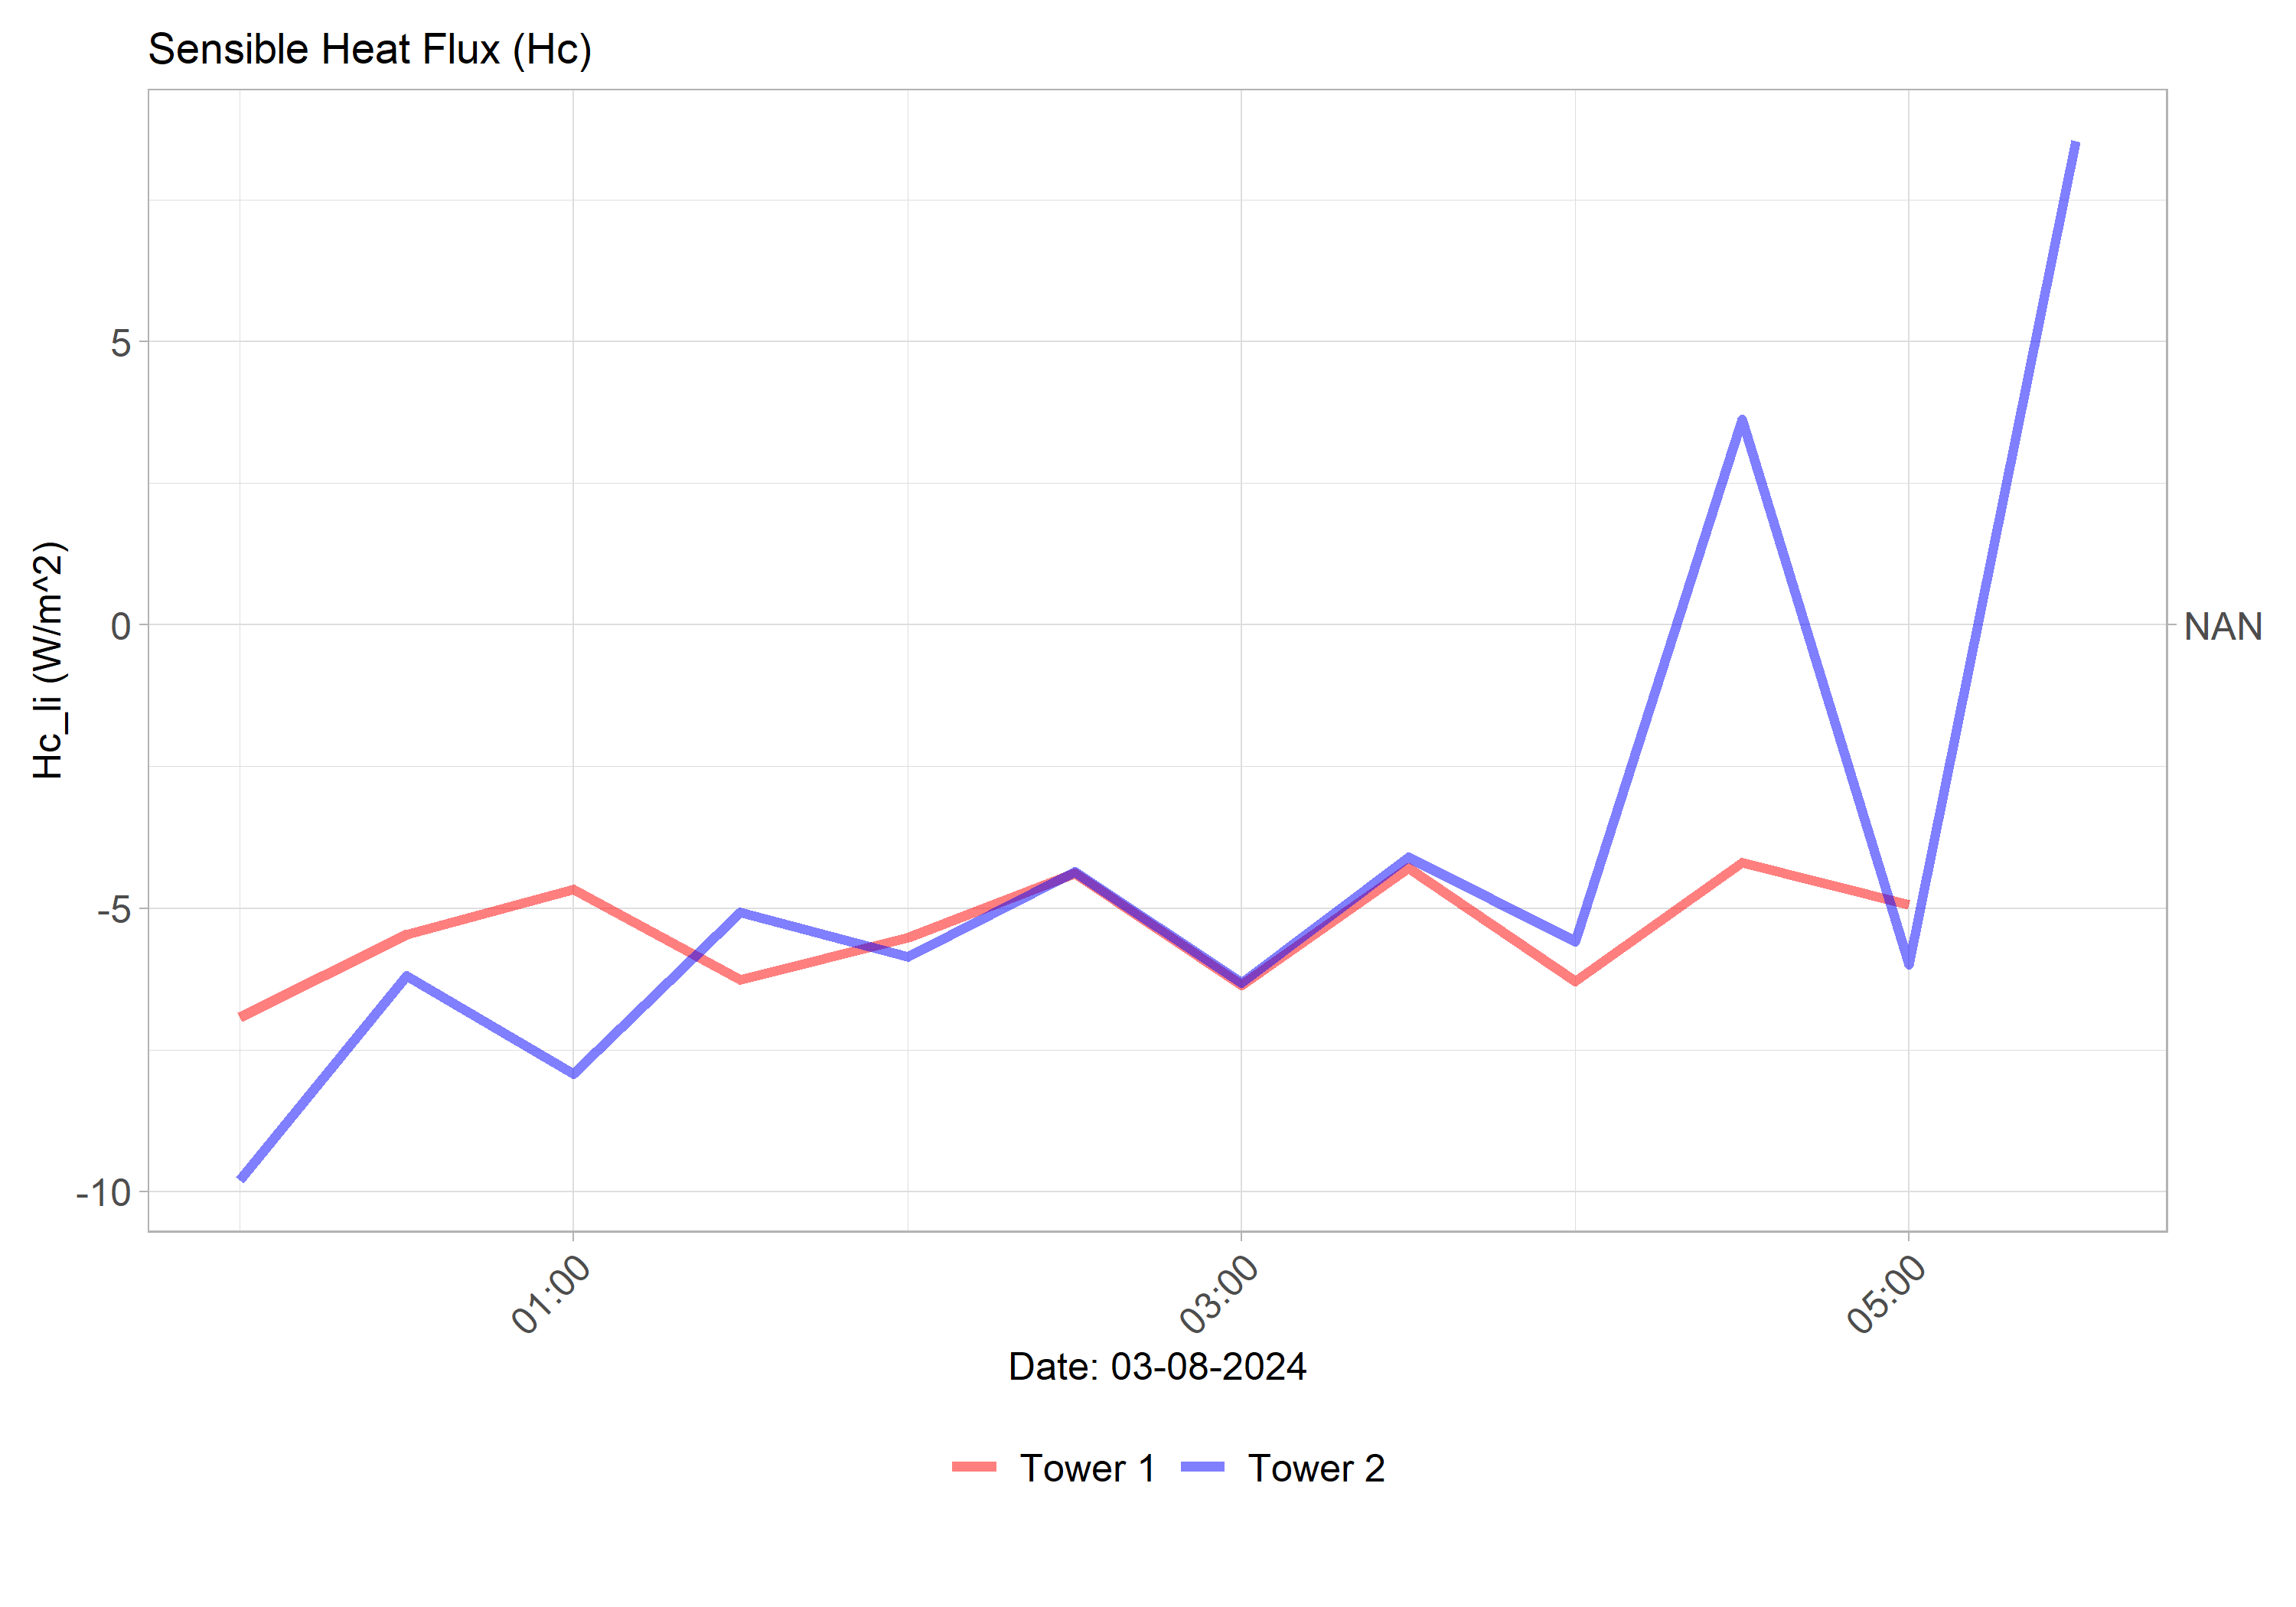 Sensible Heat Flux (Hc)
Hc_li (W/m^2)
5
0
-5
-10
NAN
01:00
03:00
05:00
Date: 03-08-2024
Tower 1
Tower 2